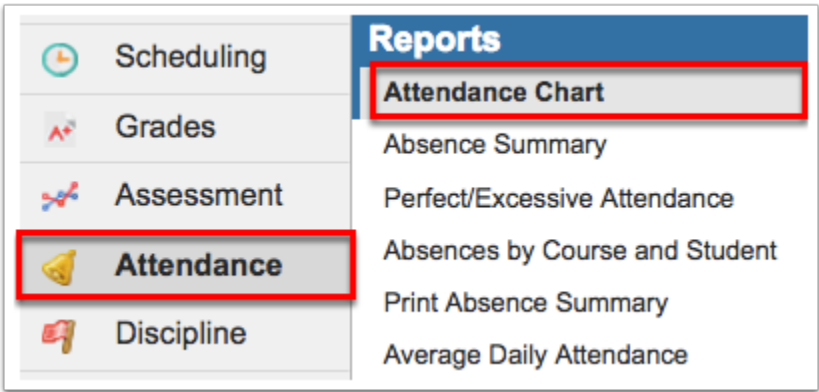 Scheduling
A+
Grades
Assessment
Attendance
Discipline
Reports
Attendance Chart
Absence Summary
Perfect/Excessive Attendance
Absences by Course and Student
Print Absence Summary
Average Daily Attendance